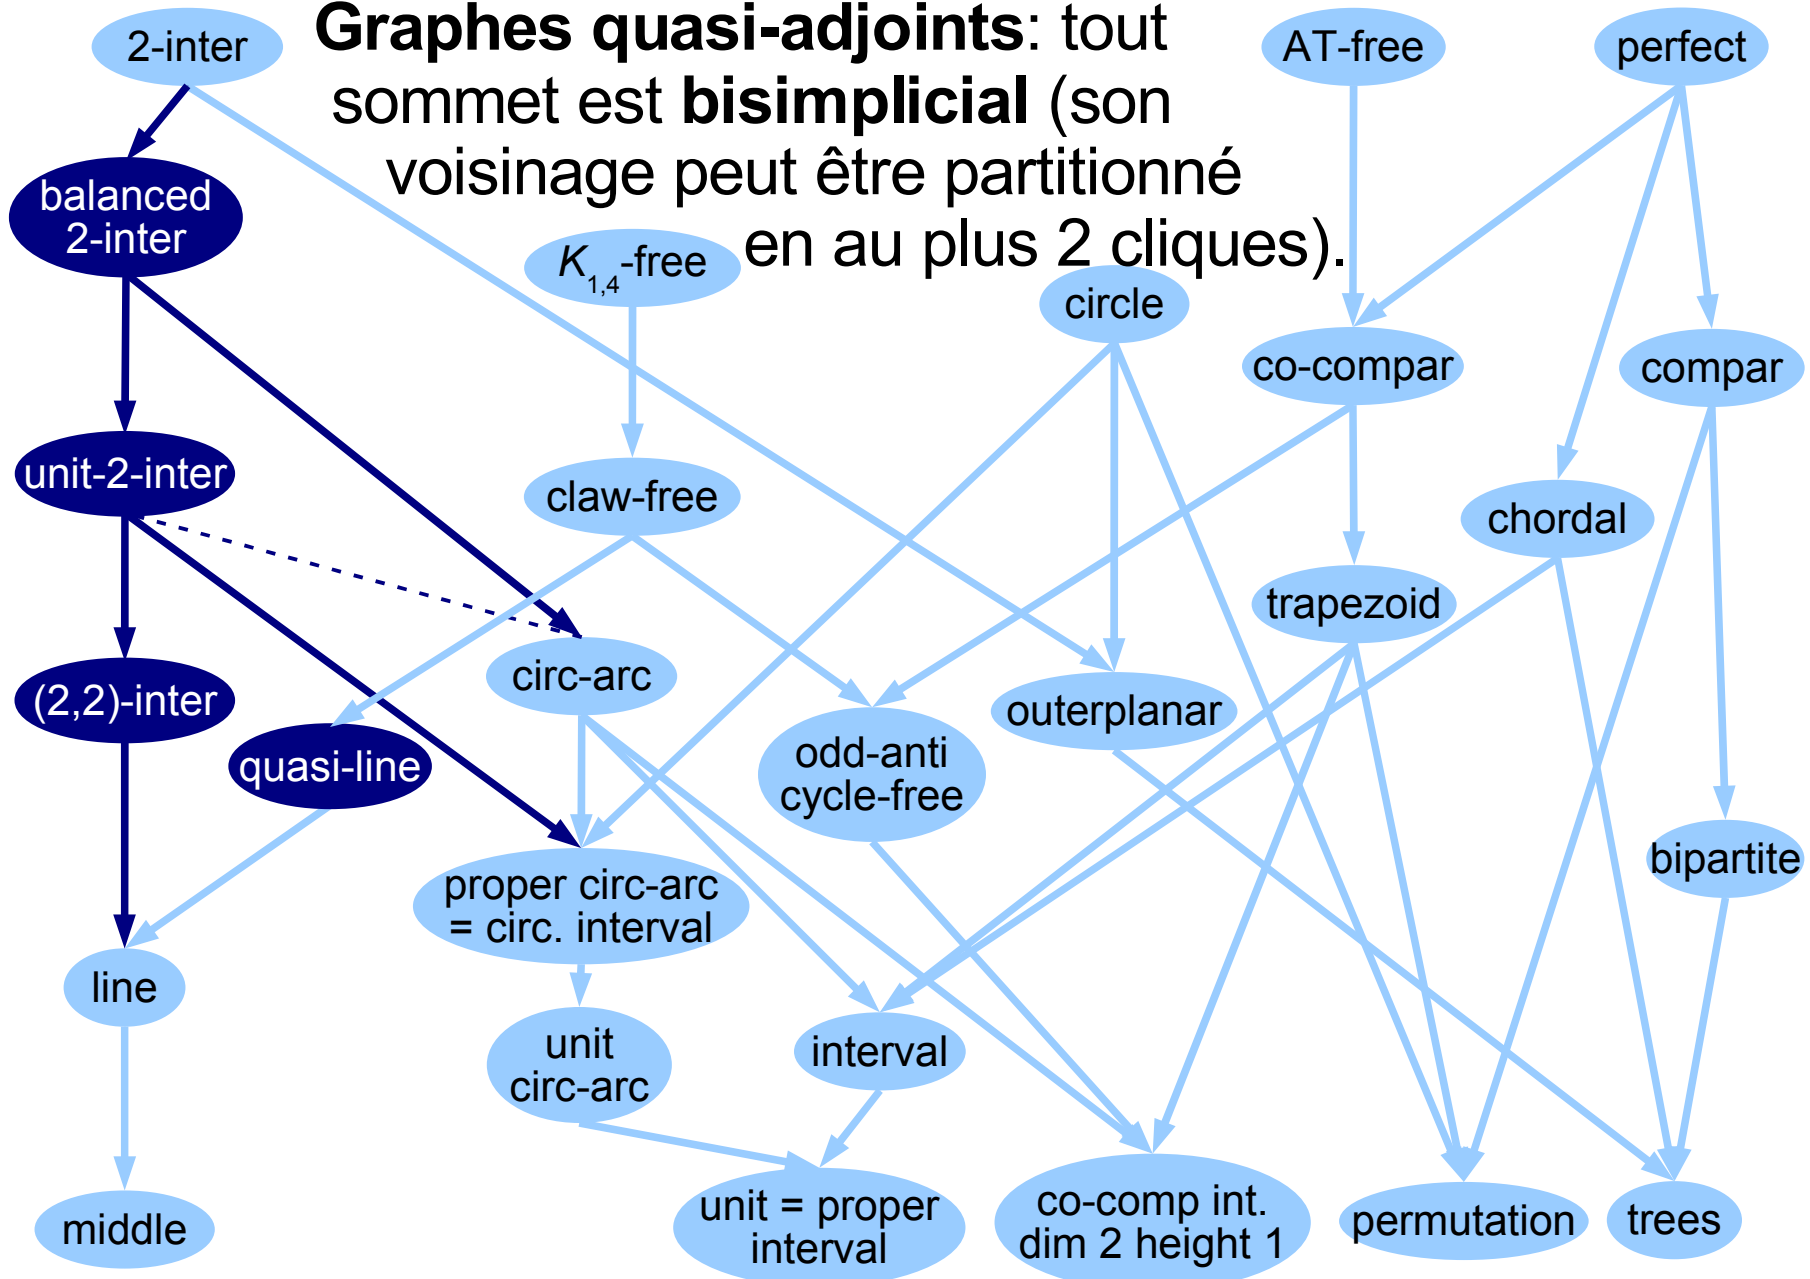 Graphes quasi-adjoints: tout
sommet est bisimplicial (son
voisinage peut être partitionné
en au plus 2 cliques).
2-inter
AT-free
perfect
balanced
2-inter
K1,4-free
circle
co-compar
compar
unit-2-inter
claw-free
chordal
trapezoid
(2,2)-inter
circ-arc
outerplanar
quasi-line
odd-anti
cycle-free
bipartite
proper circ-arc
= circ. interval
line
unit
circ-arc
interval
middle
unit = proper
interval
co-comp int.
dim 2 height 1
permutation
trees